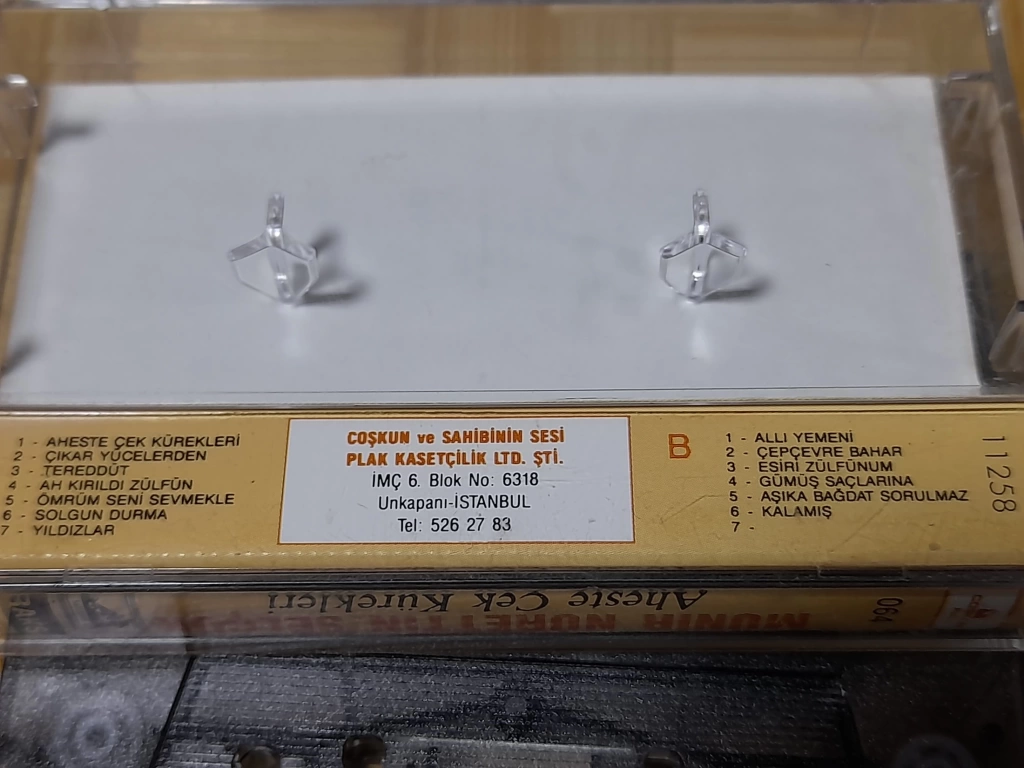 1 - AHESTE ÇEK KÜREKLERİ
2 - ÇIKAR YÜCELERDEN
3 - TEREDDÜT
4 - AH KIRILDI ZÜLFÜN
5 - ÖMRÜM SENİ SEVMEKLE
6 - SOLGUN DURMA
7 - YILDIZLAR
COŞKUN ve SAHİBİNİN SESİ
PLAK KASETÇİLİK LTD. ŞTİ.
İMÇ 6. Blok No: 6318
Unkapanı-İSTANBUL
Tel: 526 27 83
B
1 - ALLI YEMENİ
2 - ÇEPÇEVRE BAHAR
3 - ESİRİ ZÜLFÜNUM
4 - GÜMÜŞ SAÇLARINA
5 - AŞIKA BAĞDAT SORULMAZ
6 - KALAMIŞ
7 -
11258
Aheste Çek Kürekleri
MÜNİR NURETTİN
064